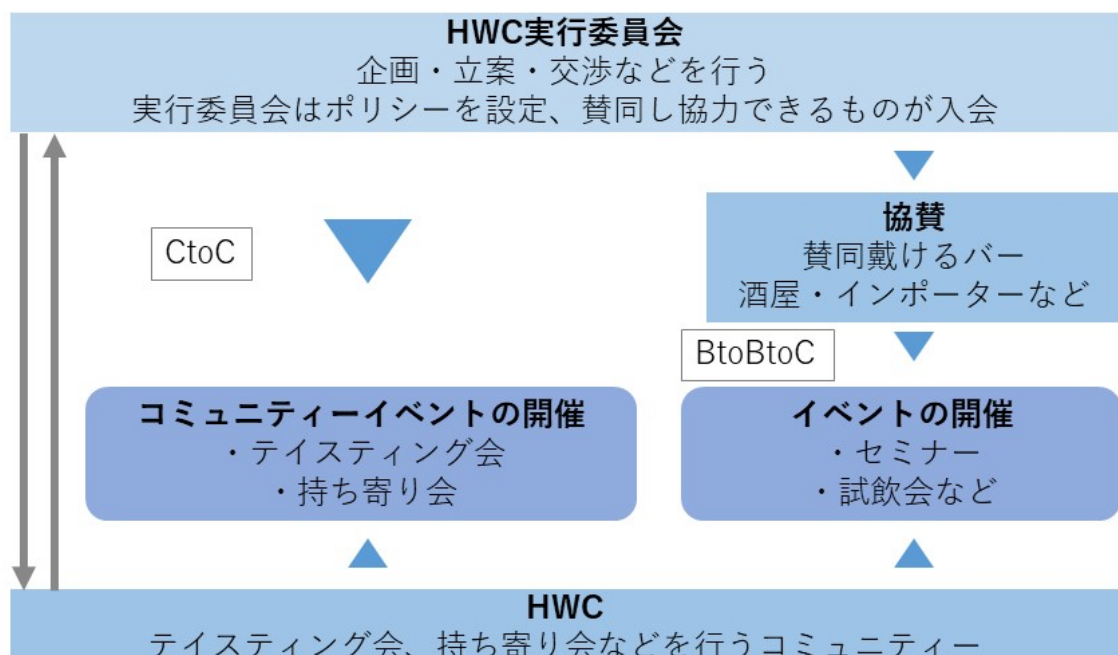 HWC実行委員会
企画・立案・交渉などを行う
実行委員会はポリシーを設定、賛同し協力できるものが入会
CtoC
協賛
賛同戴けるバー
酒屋・インポーターなど
BtoBtoC
コミュニティーイベントの開催
・テイスティング会
・持ち寄り会
イベントの開催
・セミナー
・試飲会など
HWC
テイスティング会、持ち寄り会などを行うコミュニティー